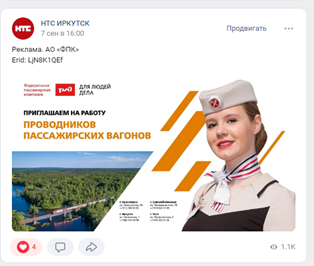 НТС
НТС ИРКУТСК
7 сен в 16:00
Продвигать
Реклама. АО «ФПК»
Erid: LjN8K1QEf
Федеральная
пассажирская
компания
РЖД
ДЛЯ ЛЮДЕЙ
ДЕЛА
ПРИГЛАШАЕМ НА РАБОТУ
ПРОВОДНИКОВ
ПАССАЖИРСКИХ ВАГОНОВ
4
1.1K